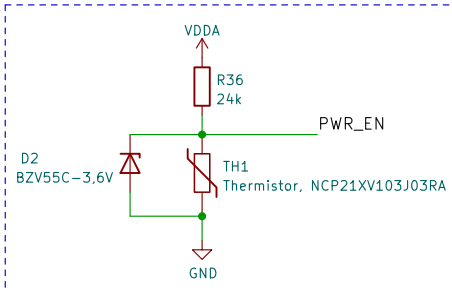 VDDA
R36
24k
PWR_EN
D2
BZV55C-3,6V
TH1
Thermistor, NCP21XV103J03RA
GND